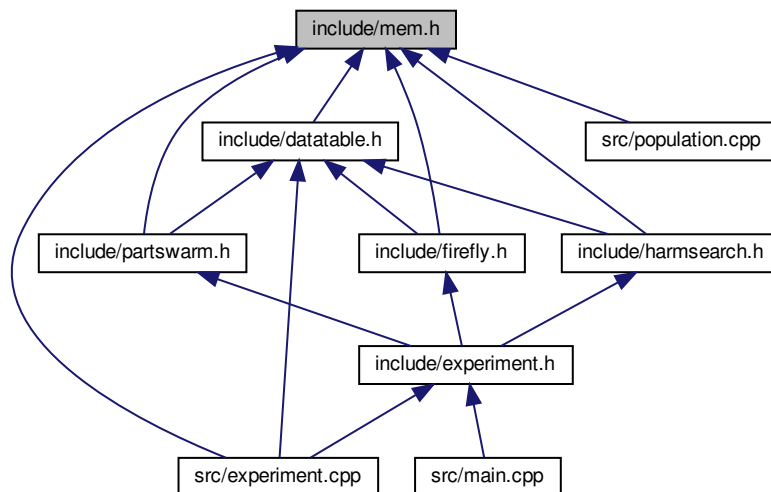 include/mem.h
include/datatable.h
src/population.cpp
include/partswarm.h
include/firefly.h
include/harmsearch.h
include/experiment.h
src/experiment.cpp
src/main.cpp